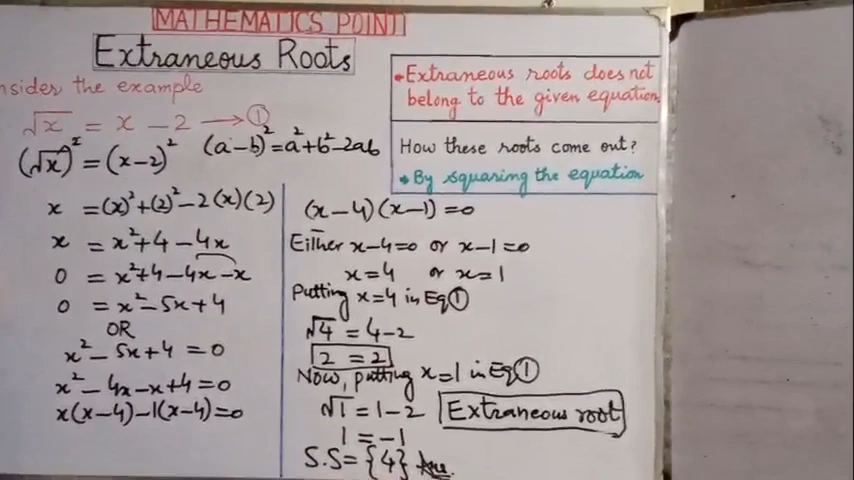 MATHEMATICS POINT
Extraneous Roots
nsider the example
√x = x - 2 → ①
(√x)² = (x-2)²
(a-b)² = a²+b²-2ab
x = (x)²+(2)²-2(x)(2)
x = x²+4-4x
0 = x²+4-4x-x
0 = x²-5x+4
OR
x²-5x+4=0
x²-4x-x+4=0
x(x-4)-1(x-4)=0
•Extraneous roots does not
belong to the given equation.
How these roots come out?
•By squaring the equation
(x-4)(x-1)=0
Either x-4=0 or x-1=0
x=4 or x=1
Putting x=4 in Eq①
√4 = 4-2
2 = 2
Now, putting x=1 in Eq①
√1 = 1-2
Extraneous root
1 = -1
S.S = {4} Ans.